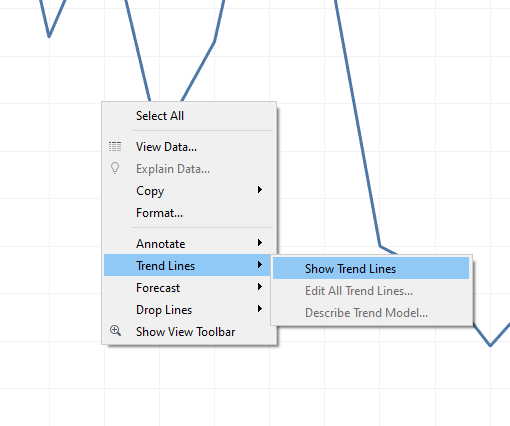 Select All
View Data...
Explain Data...
Copy
Format...
Annotate
Trend Lines
Show Trend Lines
Edit All Trend Lines...
Describe Trend Model...
Forecast
Drop Lines
Show View Toolbar